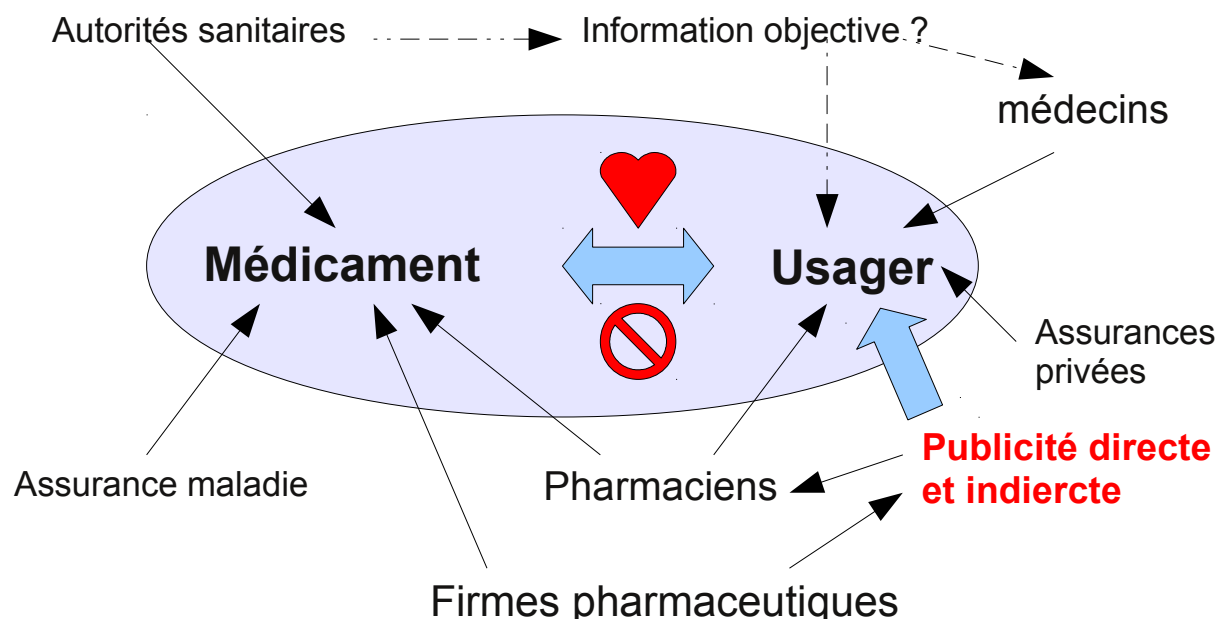 Autorités sanitaires
Information objective ?
médecins
Médicament
Usager
Assurances
privées
Publicité directe
et indiercte
Assurance maladie
Pharmaciens
Firmes pharmaceutiques